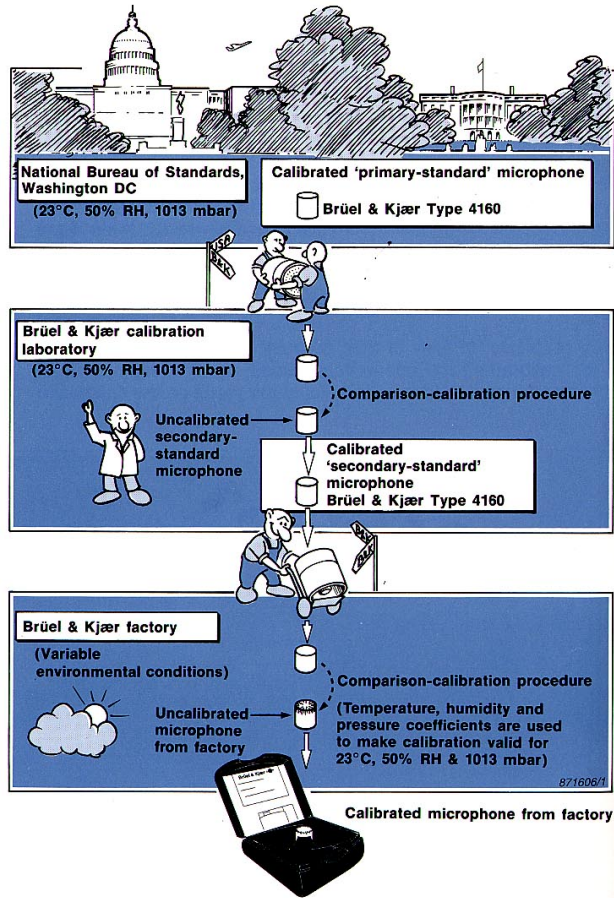 National Bureau of Standards,
Washington DC
(23°C, 50% RH, 1013 mbar)
Calibrated ‘primary-standard’ microphone
Brüel & Kjær Type 4160
USA
B&K
Brüel & Kjær calibration
laboratory
(23°C, 50% RH, 1013 mbar)
Comparison-calibration procedure
Uncalibrated
secondary-
standard
microphone
Calibrated
‘secondary-standard’
microphone
Brüel & Kjær Type 4160
B&K
B&K
Brüel & Kjær factory
(Variable
environmental conditions)
Comparison-calibration procedure
Uncalibrated
microphone
from factory
(Temperature, humidity and
pressure coefficients are used
to make calibration valid for
23°C, 50% RH & 1013 mbar)
871606/1
Brüel & Kjær
Calibrated microphone from factory